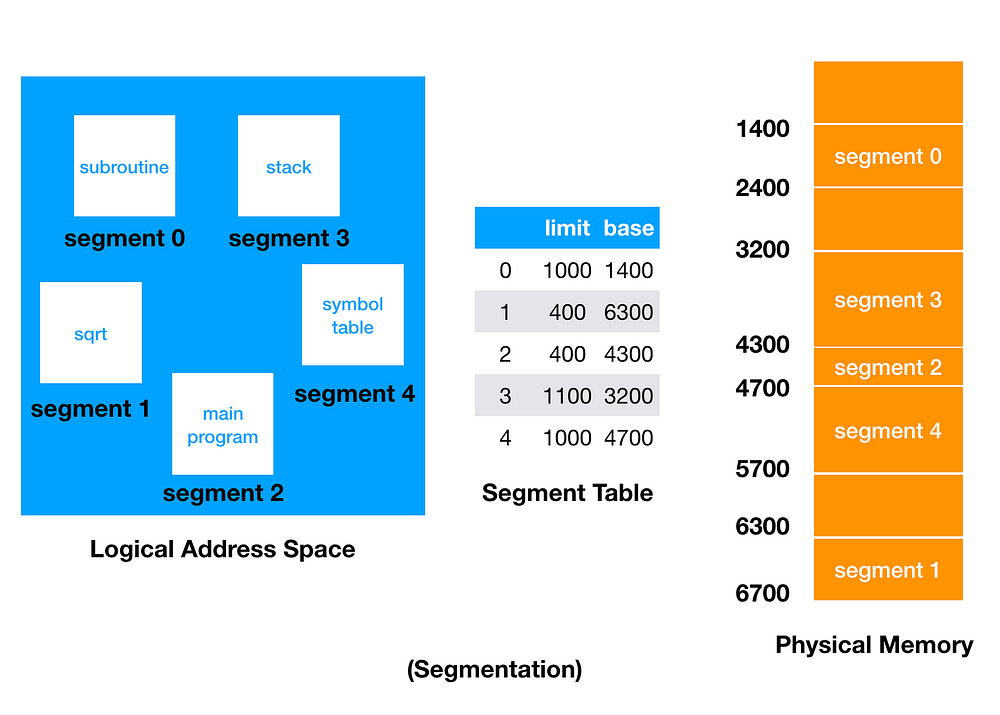 subroutine
stack
segment 0
segment 3
sqrt
symbol
table
segment 1
segment 4
main
program
segment 2
Logical Address Space
limit base
0 1000 1400
1 400 6300
2 400 4300
3 1100 3200
4 1000 4700
Segment Table
1400
segment 0
2400
3200
segment 3
4300
segment 2
4700
segment 4
5700
6300
segment 1
6700
Physical Memory
(Segmentation)